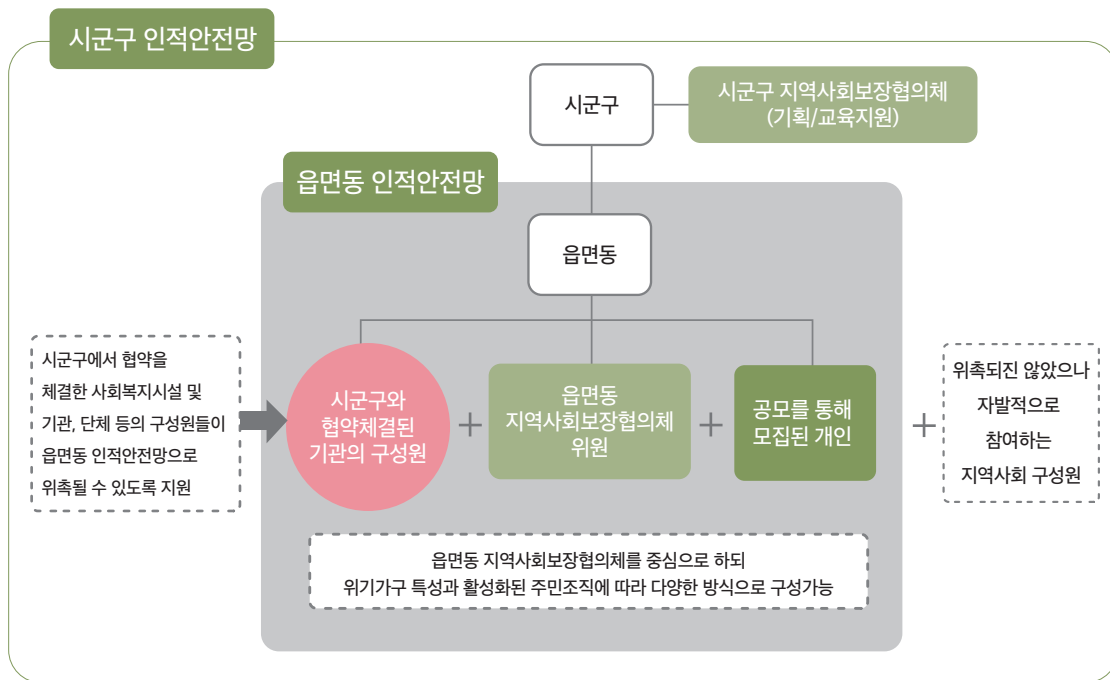 시군구 인적안전망
시군구
시군구 지역사회보장협의체
(기획/교육지원)
읍면동 인적안전망
읍면동
시군구에서 협약을
체결한 사회복지시설 및
기관, 단체 등의 구성원들이
읍면동 인적안전망으로
위촉될 수 있도록 지원
시군구와
협약체결된
기관의 구성원
+
읍면동
지역사회보장협의체
위원
+
공모를 통해
모집된 개인
+
위촉되진 않았으나
자발적으로
참여하는
지역사회 구성원
읍면동 지역사회보장협의체를 중심으로 하되
위기가구 특성과 활성화된 주민조직에 따라 다양한 방식으로 구성가능